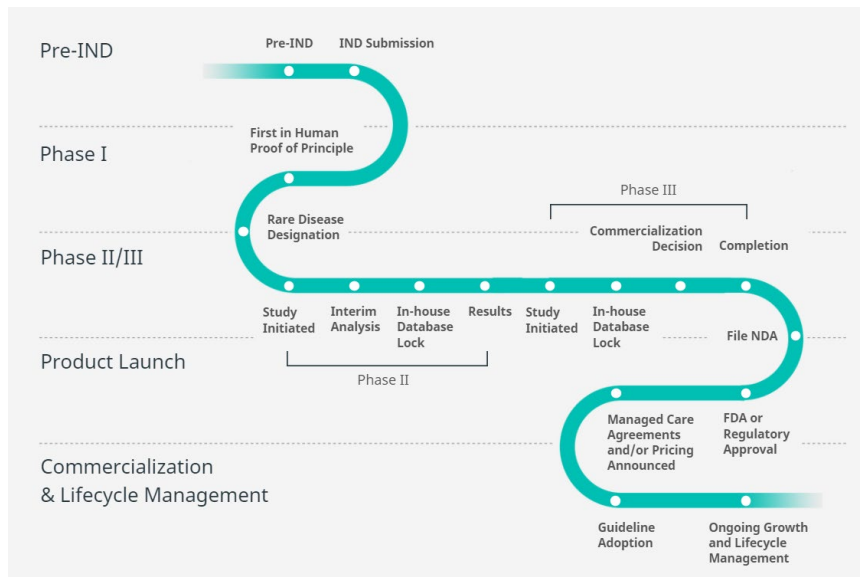 Pre-IND
Pre-IND
IND Submission
First in Human
Proof of Principle
Phase I
Rare Disease
Designation
Phase III
Commercialization
Decision
Completion
Phase II/III
Study
Initiated
Interim
Analysis
In-house
Database
Lock
Results
Study
Initiated
In-house
Database
Lock
File NDA
Phase II
Product Launch
Managed Care
Agreements
and/or Pricing
Announced
FDA or
Regulatory
Approval
Commercialization
& Lifecycle Management
Guideline
Adoption
Ongoing Growth
and Lifecycle
Management